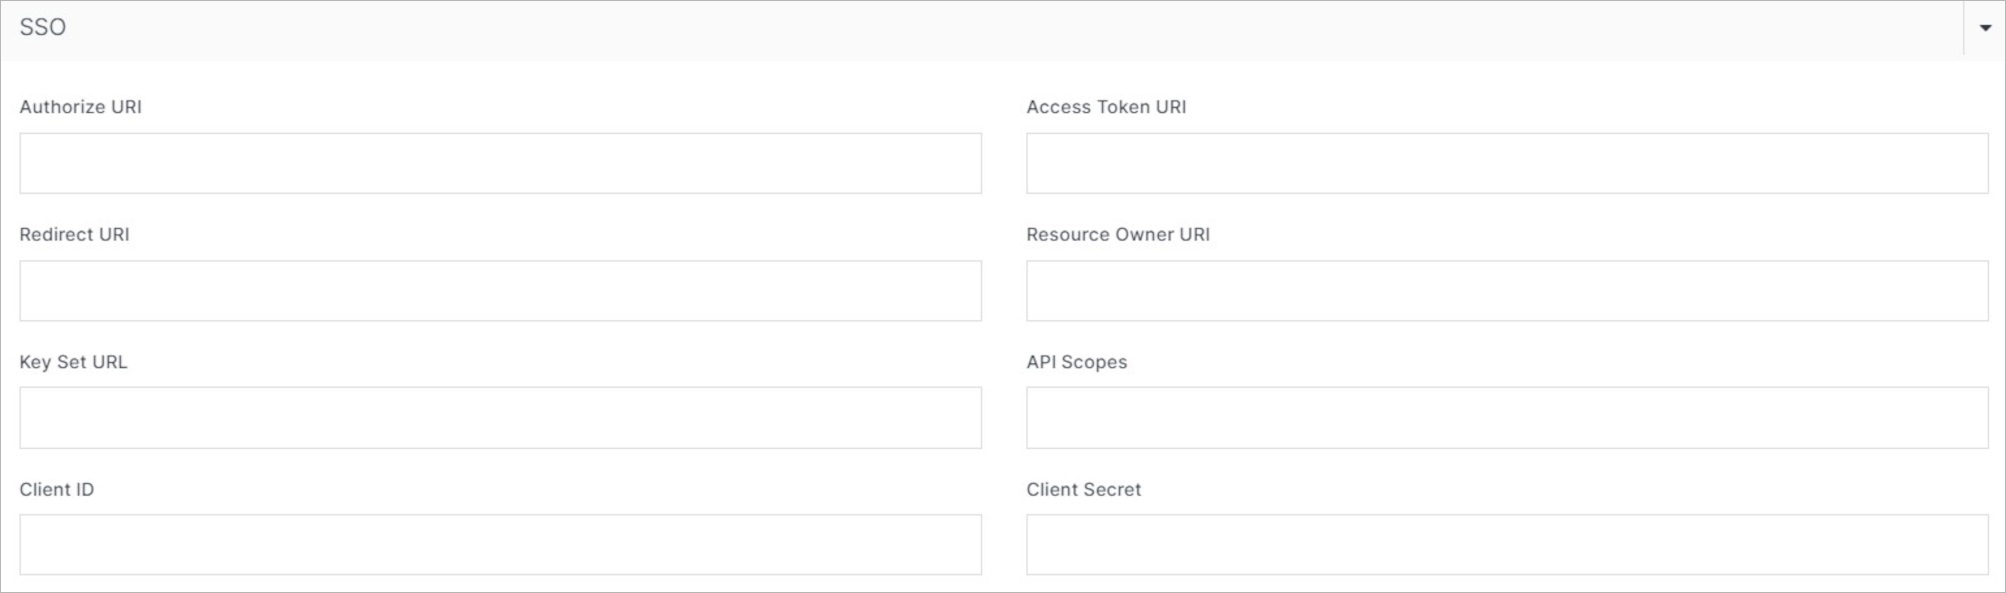 SSO
Authorize URI
Access Token URI
Redirect URI
Resource Owner URI
Key Set URL
API Scopes
Client ID
Client Secret